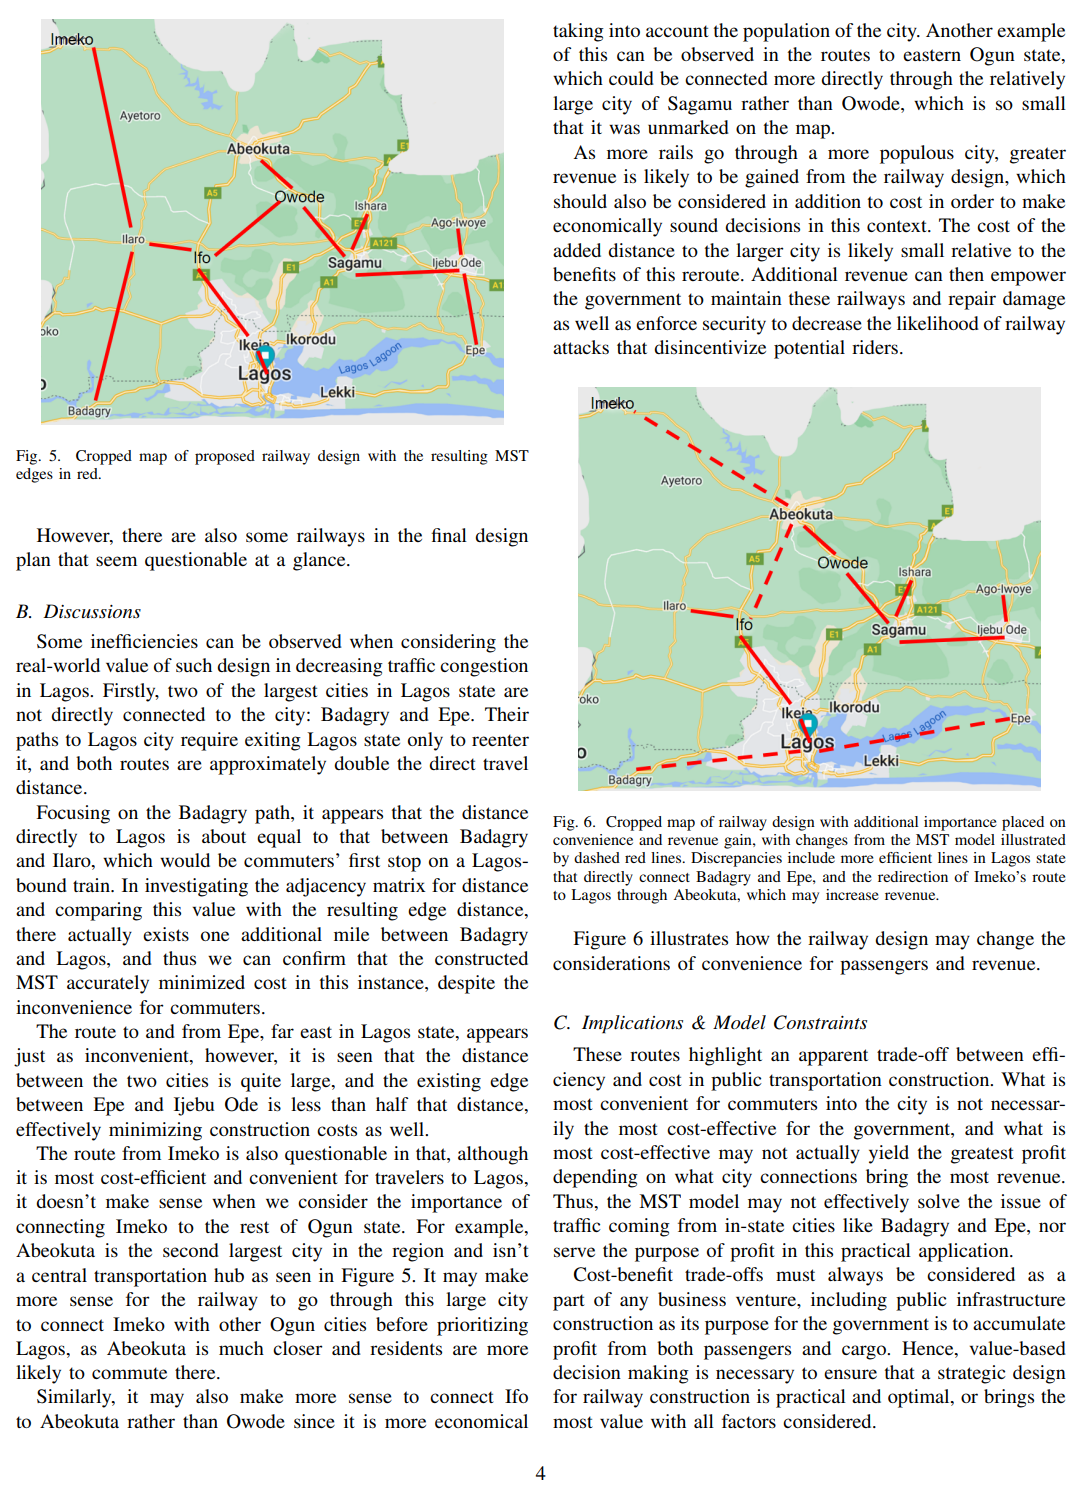 Imeko
Ayetoro
Abeokuta
E1
A5
Owode
Ishara
E1
Ago-Iwoye
Ilaro
A121
Ifo
Sagamu
Ijebu Ode
A1
E1
A1
A1
oko
Ikeja
Ikorodu
Epe
Lagos Lagoon
Lagos
Lekki
Badagry
Fig. 5. Cropped map of proposed railway design with the resulting MST
edges in red.
However, there are also some railways in the final design
plan that seem questionable at a glance.
B. Discussions
Some inefficiencies can be observed when considering the
real-world value of such design in decreasing traffic congestion
in Lagos. Firstly, two of the largest cities in Lagos state are
not directly connected to the city: Badagry and Epe. Their
paths to Lagos city require exiting Lagos state only to reenter
it, and both routes are approximately double the direct travel
distance.
Focusing on the Badagry path, it appears that the distance
directly to Lagos is about equal to that between Badagry
and Ilaro, which would be commuters' first stop on a Lagos-
bound train. In investigating the adjacency matrix for distance
and comparing this value with the resulting edge distance,
there actually exists one additional mile between Badagry
and Lagos, and thus we can confirm that the constructed
MST accurately minimized cost in this instance, despite the
inconvenience for commuters.
The route to and from Epe, far east in Lagos state, appears
just as inconvenient, however, it is seen that the distance
between the two cities is quite large, and the existing edge
between Epe and Ijebu Ode is less than half that distance,
effectively minimizing construction costs as well.
The route from Imeko is also questionable in that, although
it is most cost-efficient and convenient for travelers to Lagos,
it doesn't make sense when we consider the importance of
connecting Imeko to the rest of Ogun state. For example,
Abeokuta is the second largest city in the region and isn't
a central transportation hub as seen in Figure 5. It may make
more sense for the railway to go through this large city
to connect Imeko with other Ogun cities before prioritizing
Lagos, as Abeokuta is much closer and residents are more
likely to commute there.
Similarly, it may also make more sense to connect Ifo
to Abeokuta rather than Owode since it is more economical
taking into account the population of the city. Another example
of this can be observed in the routes to eastern Ogun state,
which could be connected more directly through the relatively
large city of Sagamu rather than Owode, which is so small
that it was unmarked on the map.
As more rails go through a more populous city, greater
revenue is likely to be gained from the railway design, which
should also be considered in addition to cost in order to make
economically sound decisions in this context. The cost of the
added distance to the larger city is likely small relative to the
benefits of this reroute. Additional revenue can then empower
the government to maintain these railways and repair damage
as well as enforce security to decrease the likelihood of railway
attacks that disincentivize potential riders.
Imeko
Ayetoro
Abeokuta
E1
A5
Owode
Ishara
E1
Ago-Iwoye
Ilaro
A121
Ifo
Sagamu
Ijebu Ode
E1
A1
oko
Ikeja
Ikorodu
Epe
Lagos Lagoon
Lagos
Lekki
Badagry
Fig. 6. Cropped map of railway design with additional importance placed on
convenience and revenue gain, with changes from the MST model illustrated
by dashed red lines. Discrepancies include more efficient lines in Lagos state
that directly connect Badagry and Epe, and the redirection of Imeko's route
to Lagos through Abeokuta, which may increase revenue.
Figure 6 illustrates how the railway design may change the
considerations of convenience for passengers and revenue.
C. Implications & Model Constraints
These routes highlight an apparent trade-off between effi-
ciency and cost in public transportation construction. What is
most convenient for commuters into the city is not necessar-
ily the most cost-effective for the government, and what is
most cost-effective may not actually yield the greatest profit
depending on what city connections bring the most revenue.
Thus, the MST model may not effectively solve the issue of
traffic coming from in-state cities like Badagry and Epe, nor
serve the purpose of profit in this practical application.
Cost-benefit trade-offs must always be considered as a
part of any business venture, including public infrastructure
construction as its purpose for the government is to accumulate
profit from both passengers and cargo. Hence, value-based
decision making is necessary to ensure that a strategic design
for railway construction is practical and optimal, or brings the
most value with all factors considered.
4